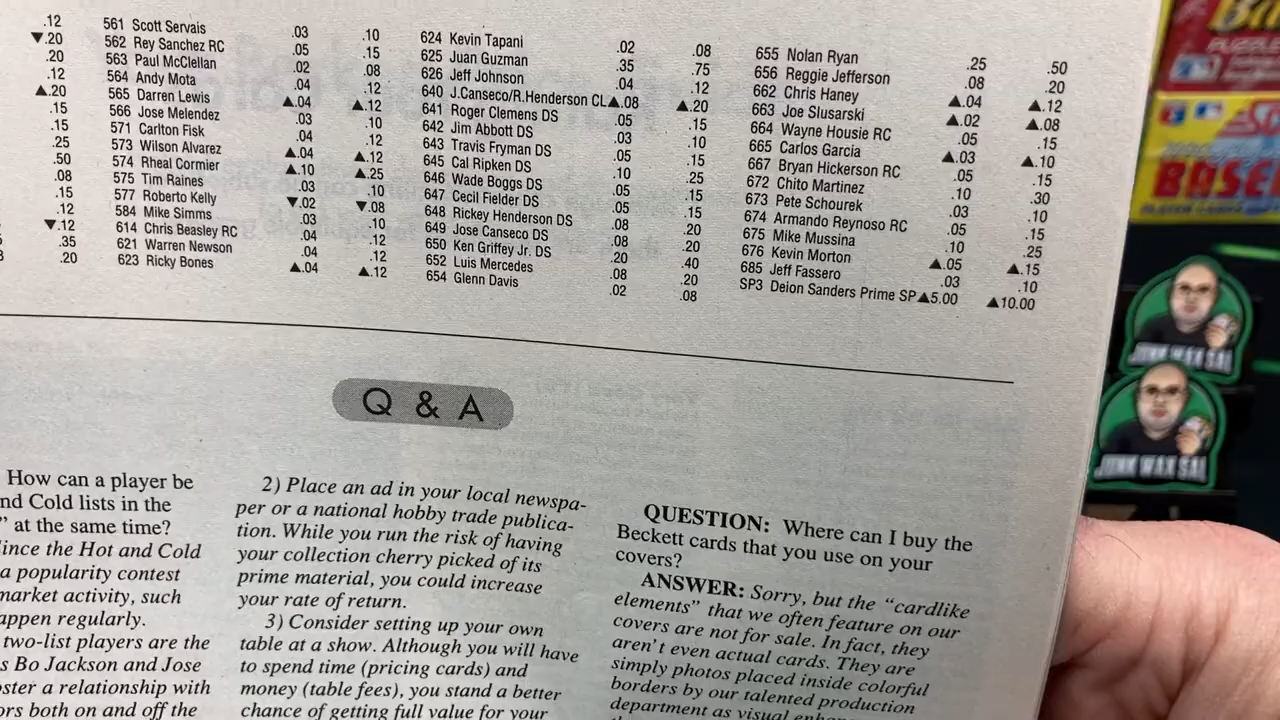 .12
▼.20
.20
.12
▲.20
.15
.15
.25
.50
.08
.15
.12
▼.12
.35
.20
561 Scott Servais .03 .10
562 Rey Sanchez RC .05 .15
563 Paul McClellan .02 .08
564 Andy Mota .04 .12
565 Darren Lewis ▲.04 ▲.12
566 Jose Melendez .03 .10
571 Carlton Fisk .04 .12
573 Wilson Alvarez ▲.04 ▲.12
574 Rheal Cormier ▲.10 ▲.25
575 Tim Raines .03 .10
577 Roberto Kelly ▼.02 ▼.08
584 Mike Simms .03 .10
614 Chris Beasley RC .04 .12
621 Warren Newson .04 .12
623 Ricky Bones ▲.04 ▲.12
624 Kevin Tapani .02 .08
625 Juan Guzman .35 .75
626 Jeff Johnson .04 .12
640 J.Canseco/R.Henderson CL▲.08 ▲.20
641 Roger Clemens DS .05 .15
642 Jim Abbott DS .03 .10
643 Travis Fryman DS .05 .15
645 Cal Ripken DS .10 .25
646 Wade Boggs DS .05 .15
647 Cecil Fielder DS .05 .15
648 Rickey Henderson DS .08 .20
649 Jose Canseco DS .08 .20
650 Ken Griffey Jr. DS .20 .40
652 Luis Mercedes .08 .20
654 Glenn Davis .02 .08
655 Nolan Ryan .25 .50
656 Reggie Jefferson .08 .20
662 Chris Haney ▲.04 ▲.12
663 Joe Slusarski ▲.02 ▲.08
664 Wayne Housie RC .05 .15
665 Carlos Garcia ▲.03 ▲.10
667 Bryan Hickerson RC .05 .15
672 Chito Martinez .10 .30
673 Pete Schourek .03 .10
674 Armando Reynoso RC .05 .15
675 Mike Mussina .10 .25
676 Kevin Morton ▲.05 ▲.15
685 Jeff Fassero .03 .10
SP3 Deion Sanders Prime SP▲5.00 ▲10.00
Q & A
How can a player be
nd Cold lists in the
” at the same time?
ince the Hot and Cold
a popularity contest
market activity, such
appen regularly.
two-list players are the
s Bo Jackson and Jose
oster a relationship with
ors both on and off the
2) Place an ad in your local newspa-
per or a national hobby trade publica-
tion. While you run the risk of having
your collection cherry picked of its
prime material, you could increase
your rate of return.
3) Consider setting up your own
table at a show. Although you will have
to spend time (pricing cards) and
money (table fees), you stand a better
chance of getting full value for your
QUESTION: Where can I buy the
Beckett cards that you use on your
covers?
ANSWER: Sorry, but the “cardlike
elements” that we often feature on our
covers are not for sale. In fact, they
aren't even actual cards. They are
simply photos placed inside colorful
borders by our talented production
department as visual
PUZZLE
BASE
JUNK WAX SAL
JUNK WAX SAL